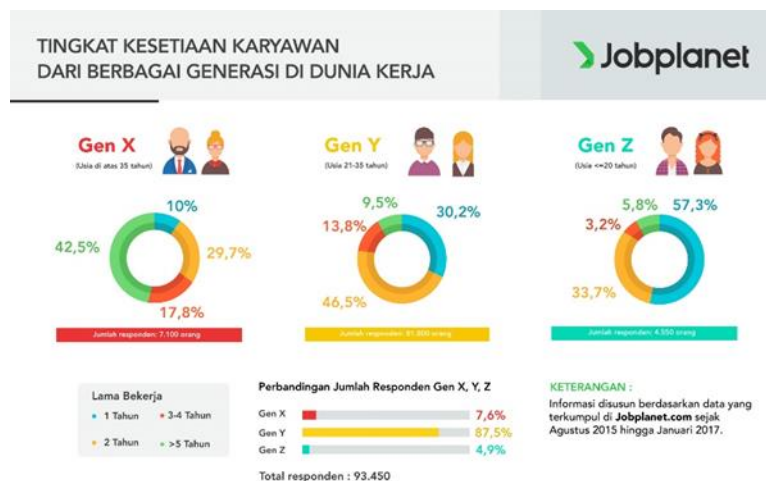 TINGKAT KESETIAAN KARYAWAN
DARI BERBAGAI GENERASI DI DUNIA KERJA
Jobplanet
Gen X
(Usia di atas 35 tahun)
10%
29,7%
17,8%
42,5%
Jumlah responden: 7.100 orang
Gen Y
(Usia 21-35 tahun)
9,5%
30,2%
13,8%
46,5%
Jumlah responden: 81.800 orang
Gen Z
(Usia <=20 tahun)
5,8%
57,3%
3,2%
33,7%
Jumlah responden: 4.550 orang
Lama Bekerja
1 Tahun
3-4 Tahun
2 Tahun
>5 Tahun
Perbandingan Jumlah Responden Gen X, Y, Z
Gen X
7,6%
Gen Y
87,5%
Gen Z
4,9%
Total responden : 93.450
KETERANGAN :
Informasi disusun berdasarkan data yang
terkumpul di Jobplanet.com sejak
Agustus 2015 hingga Januari 2017.